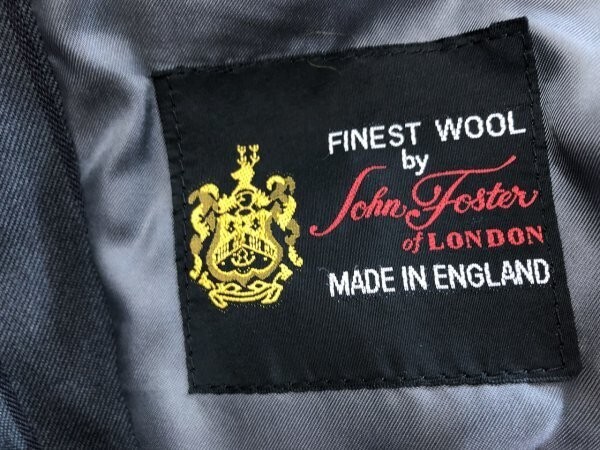 FINEST WOOL
by
John Foster
of LONDON
MADE IN ENGLAND